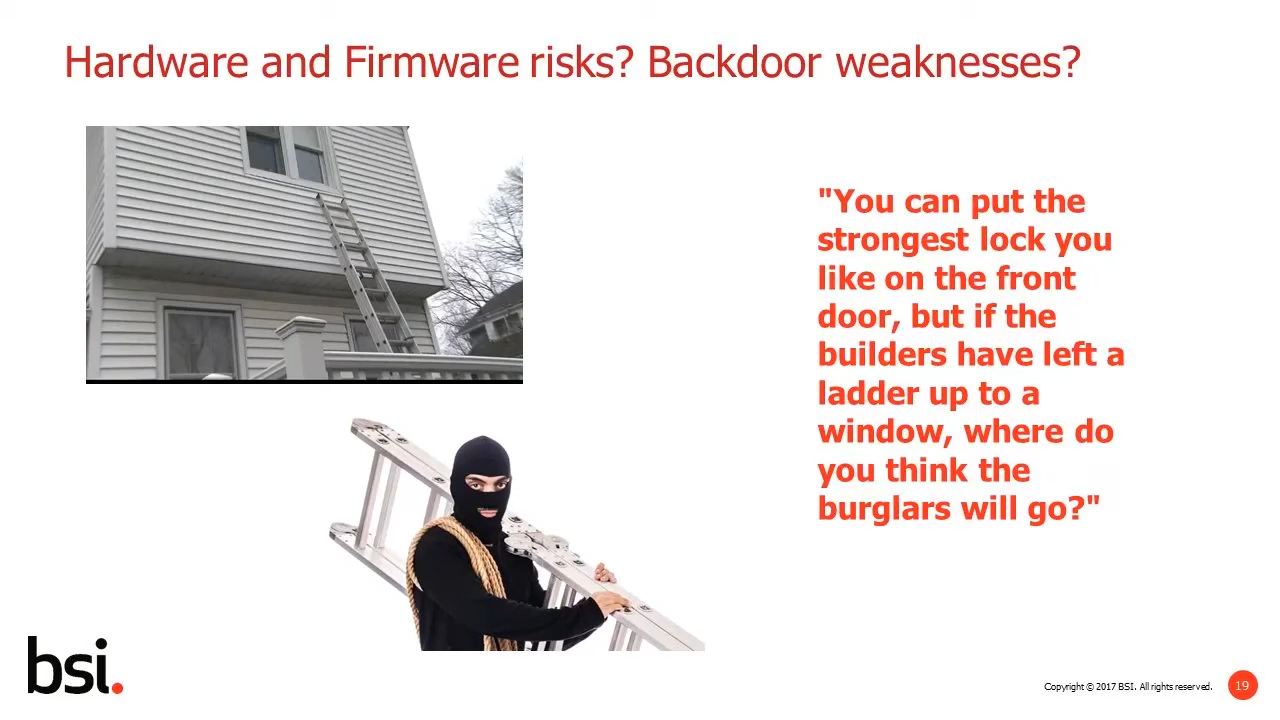 Hardware and Firmware risks? Backdoor weaknesses?
"You can put the
strongest lock you
like on the front
door, but if the
builders have left a
ladder up to a
window, where do
you think the
burglars will go?"
bsi.
Copyright © 2017 BSI. All rights reserved.
19